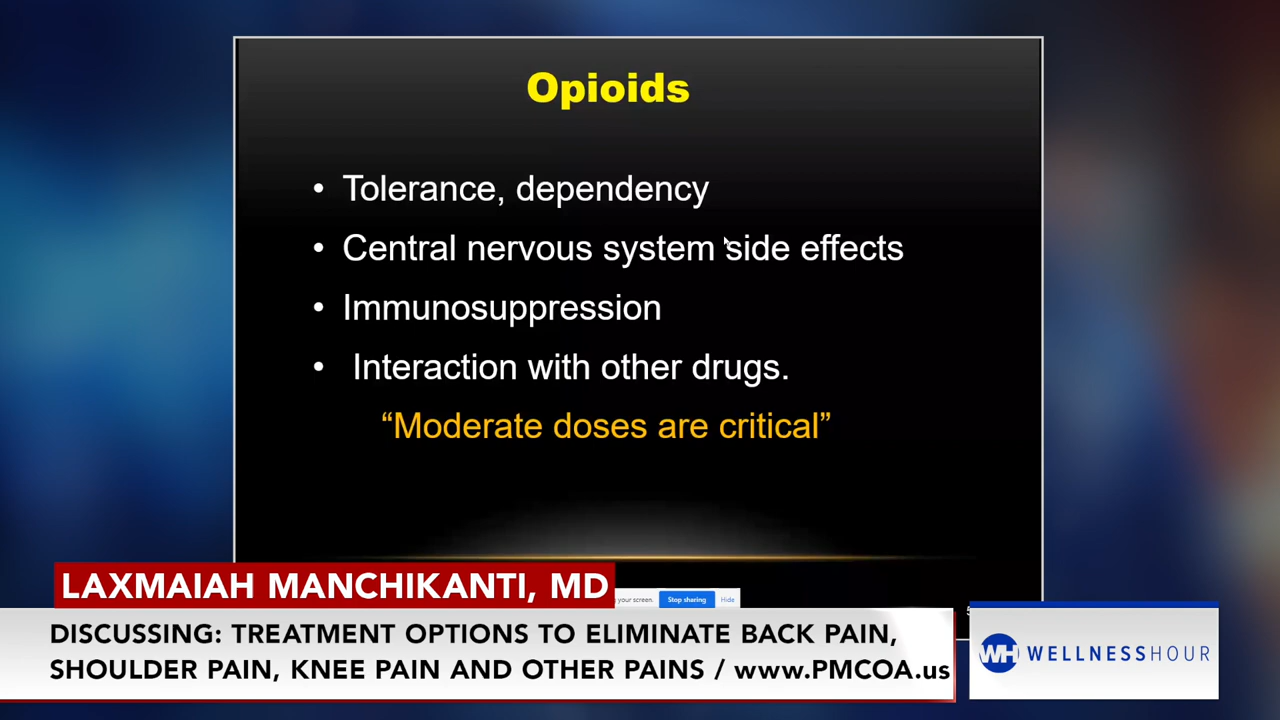 Opioids
• Tolerance, dependency
• Central nervous system side effects
• Immunosuppression
• Interaction with other drugs.
“Moderate doses are critical”
your screen. Stop sharing Hide
LAXMAIAH MANCHIKANTI, MD
DISCUSSING: TREATMENT OPTIONS TO ELIMINATE BACK PAIN,
SHOULDER PAIN, KNEE PAIN AND OTHER PAINS / www.PMCOA.us
WH WELLNESSHOUR